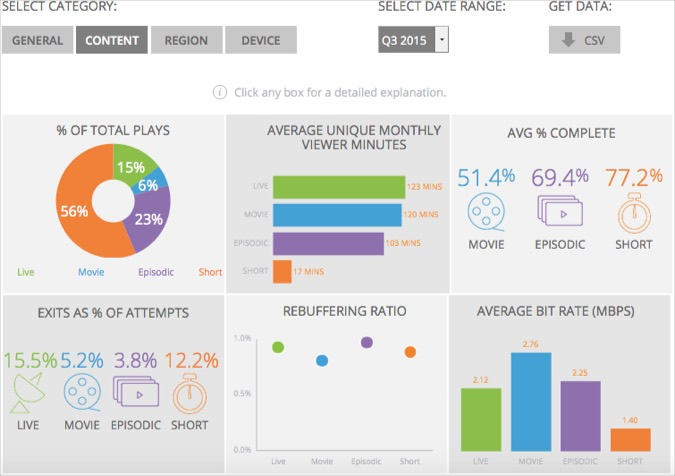 SELECT CATEGORY:
SELECT DATE RANGE:
GET DATA:
GENERAL
CONTENT
REGION
DEVICE
Q3 2015
CSV
i Click any box for a detailed explanation.
% OF TOTAL PLAYS
15%
6%
23%
56%
Live
Movie
Episodic
Short
AVERAGE UNIQUE MONTHLY
VIEWER MINUTES
LIVE
123 MINS
MOVIE
120 MINS
EPISODIC
103 MINS
SHORT
17 MINS
AVG % COMPLETE
51.4%
69.4%
77.2%
MOVIE
EPISODIC
SHORT
EXITS AS % OF ATTEMPTS
15.5%
5.2%
3.8%
12.2%
LIVE
MOVIE
EPISODIC
SHORT
REBUFFERING RATIO
1.0%
0.5%
0.0%
Live
Movie
Episodic
Short
AVERAGE BIT RATE (MBPS)
2.12
2.76
2.25
1.40
LIVE
MOVIE
EPISODIC
SHORT